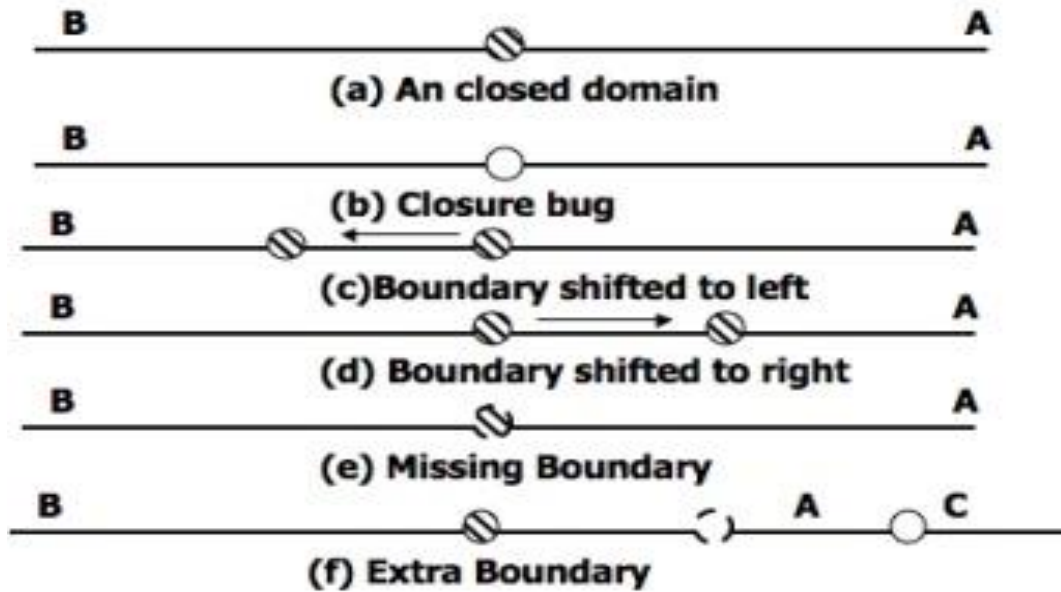 B A
(a) An closed domain
B A
(b) Closure bug
B A
(c)Boundary shifted to left
B A
(d) Boundary shifted to right
B A
(e) Missing Boundary
B A C
(f) Extra Boundary